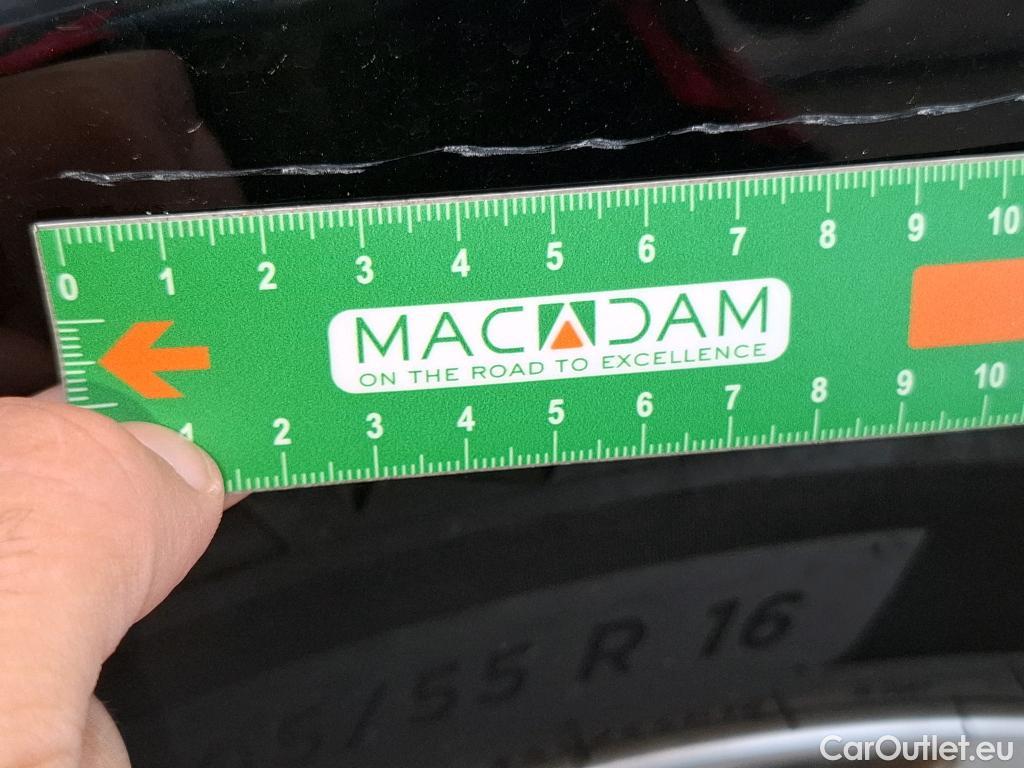 0 1 2 3 4 5 6 7 8 9 10
MACADAM
ON THE ROAD TO EXCELLENCE
1 2 3 4 5 6 7 8 9 10
5/55 R 16
CarOutlet.eu